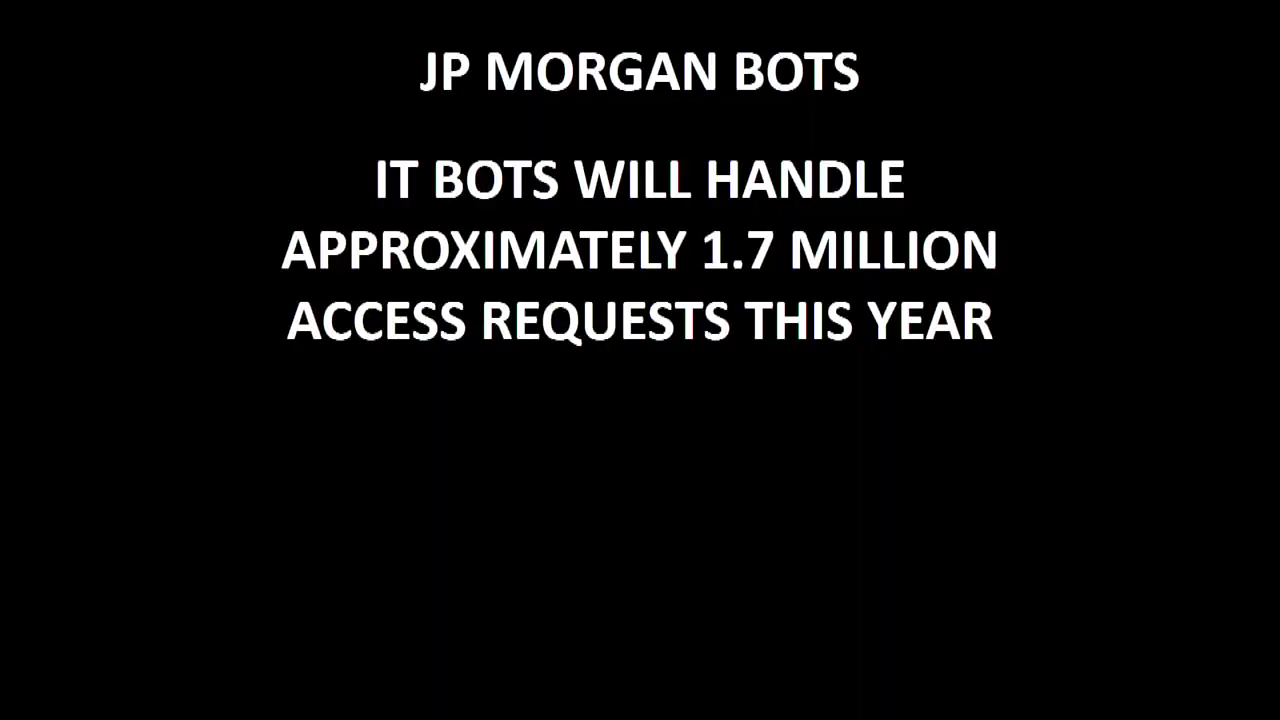 JP MORGAN BOTS
IT BOTS WILL HANDLE
APPROXIMATELY 1.7 MILLION
ACCESS REQUESTS THIS YEAR